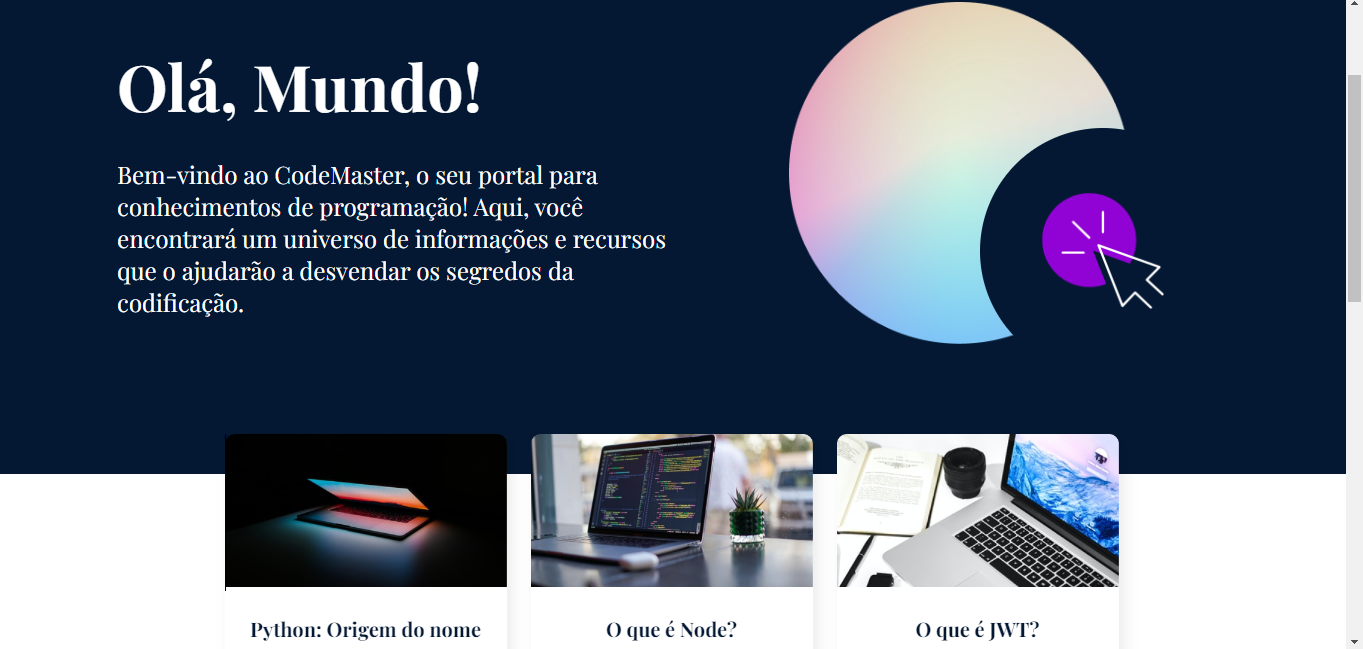 Olá, Mundo!
Bem-vindo ao CodeMaster, o seu portal para
conhecimentos de programação! Aqui, você
encontrará um universo de informações e recursos
que o ajudarão a desvendar os segredos da
codificação.
Python: Origem do nome
O que é Node?
O que é JWT?